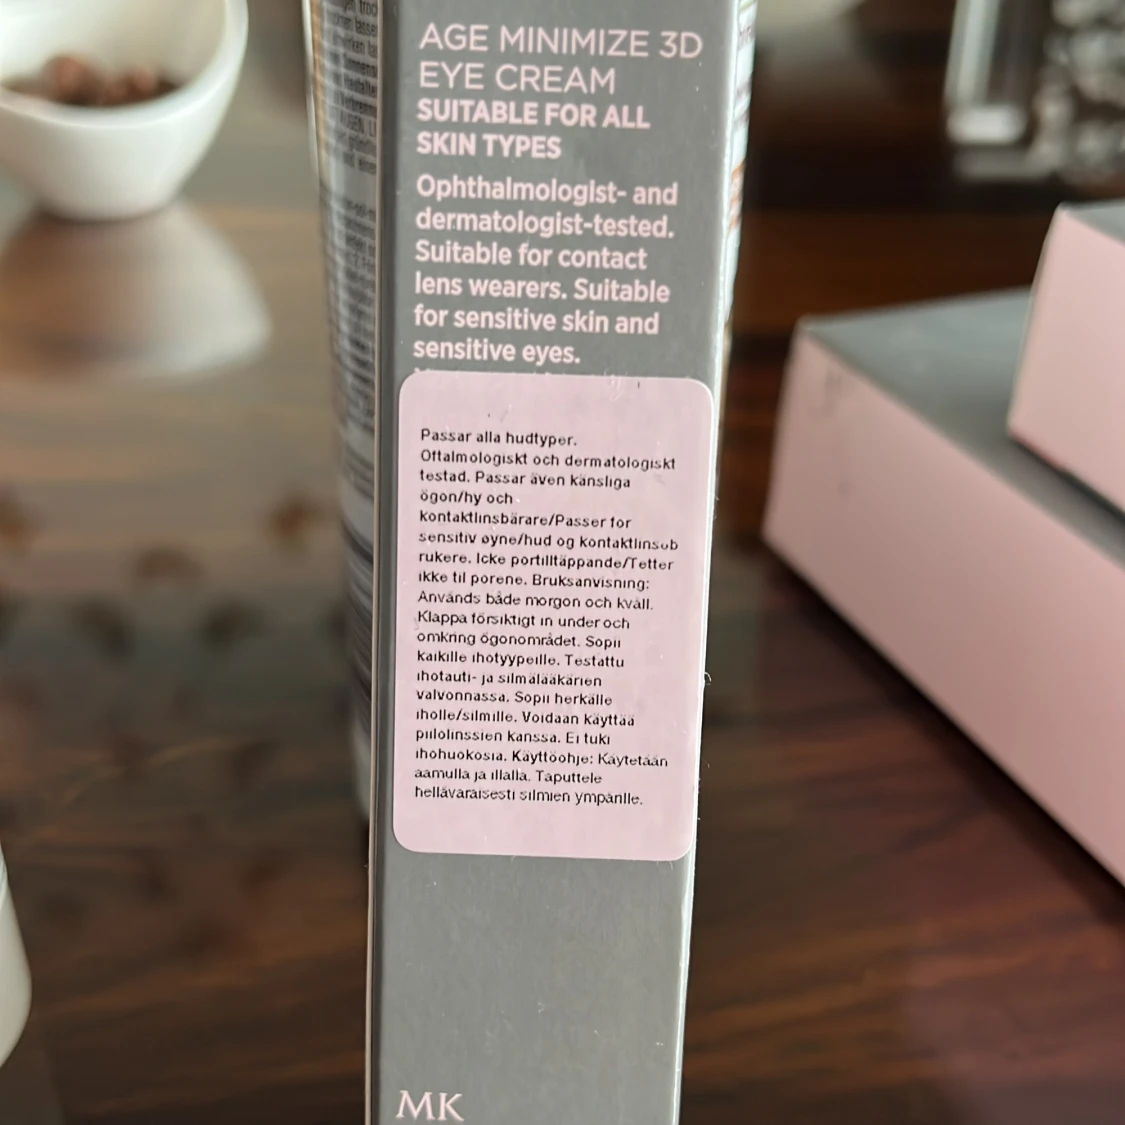 AGE MINIMIZE 3D
EYE CREAM
SUITABLE FOR ALL
SKIN TYPES
Ophthalmologist- and
dermatologist-tested.
Suitable for contact
lens wearers. Suitable
for sensitive skin and
sensitive eyes.
Passar alla hudtyper.
Oftalmologiskt och dermatologiskt
testad. Passar även känsliga
ögon/hy och
kontaktlinsbärare/Passer for
sensitiv øyne/hud og kontaktlinsob
rukere. Icke portilltäppande/Tetter
ikke til porene. Bruksanvisning:
Används både morgon och kväll.
Klappa försiktigt in under och
omkring ögonområdet. Sopii
kaikille ihotyypeille. Testattu
ihotauti- ja silmälääkärien
valvonnassa. Sopii herkälle
iholle/silmille. Voidaan käyttää
piilolinssien kanssa. Ei tuki
ihohuokosia. Käyttöohje: Käytetään
aamulla ja illalla. Taputtele
hellävaraisesti silmien ympärille.
MK